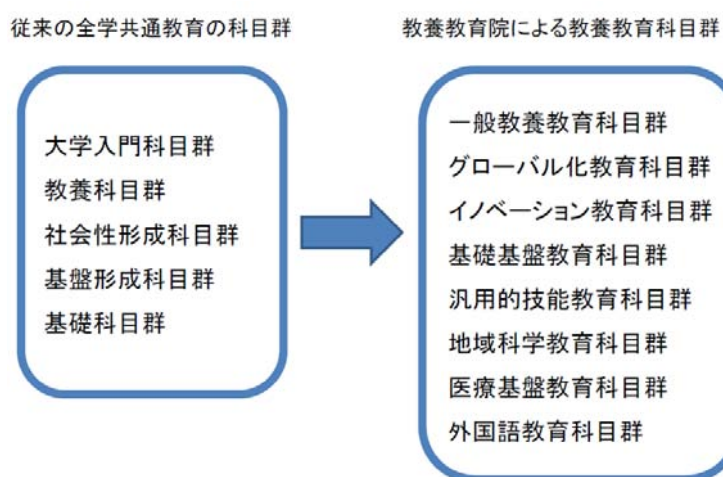 従来の全学共通教育の科目群
大学入門科目群
教養科目群
社会性形成科目群
基盤形成科目群
基礎科目群
教養教育院による教養教育科目群
一般教養教育科目群
グローバル化教育科目群
イノベーション教育科目群
基礎基盤教育科目群
汎用的技能教育科目群
地域科学教育科目群
医療基盤教育科目群
外国語教育科目群